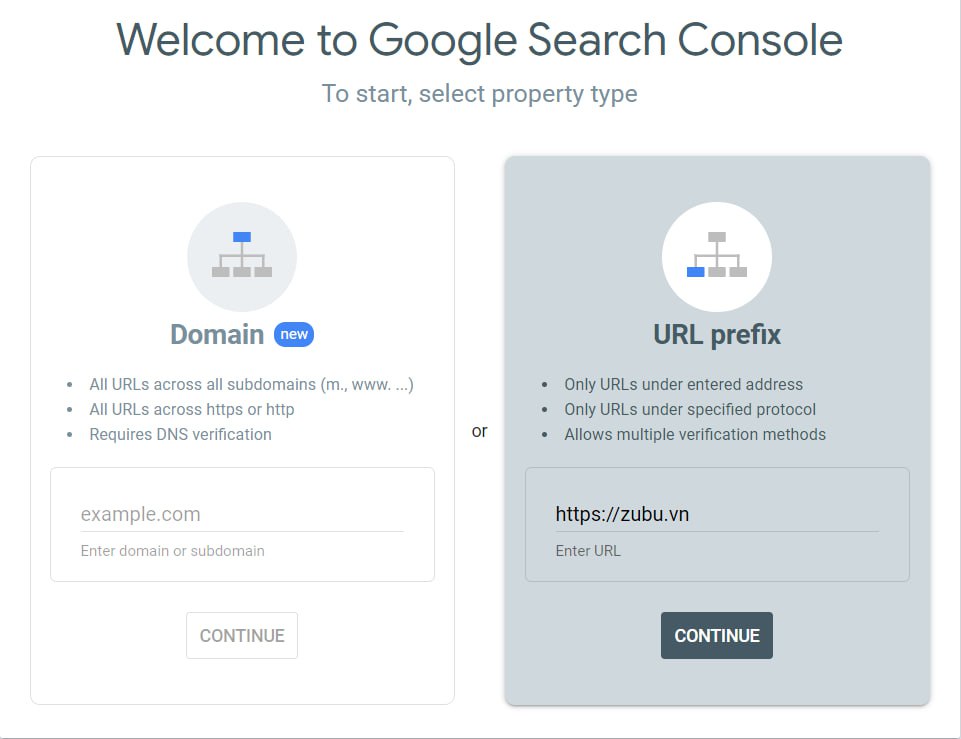 Welcome to Google Search Console
To start, select property type
Domain new
All URLs across all subdomains (m., www. ...)
All URLs across https or http
Requires DNS verification
example.com
Enter domain or subdomain
CONTINUE
or
URL prefix
Only URLs under entered address
Only URLs under specified protocol
Allows multiple verification methods
https://zubu.vn
Enter URL
CONTINUE